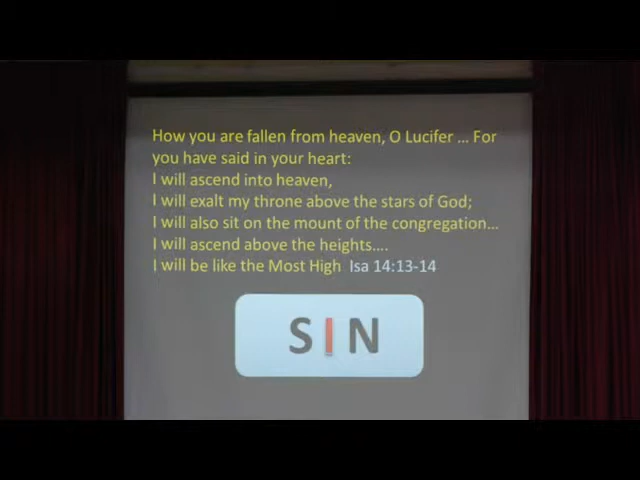 How you are fallen from heaven, O Lucifer ... For
you have said in your heart:
I will ascend into heaven,
I will exalt my throne above the stars of God;
I will also sit on the mount of the congregation...
I will ascend above the heights....
I will be like the Most High Isa 14:13-14
SIN